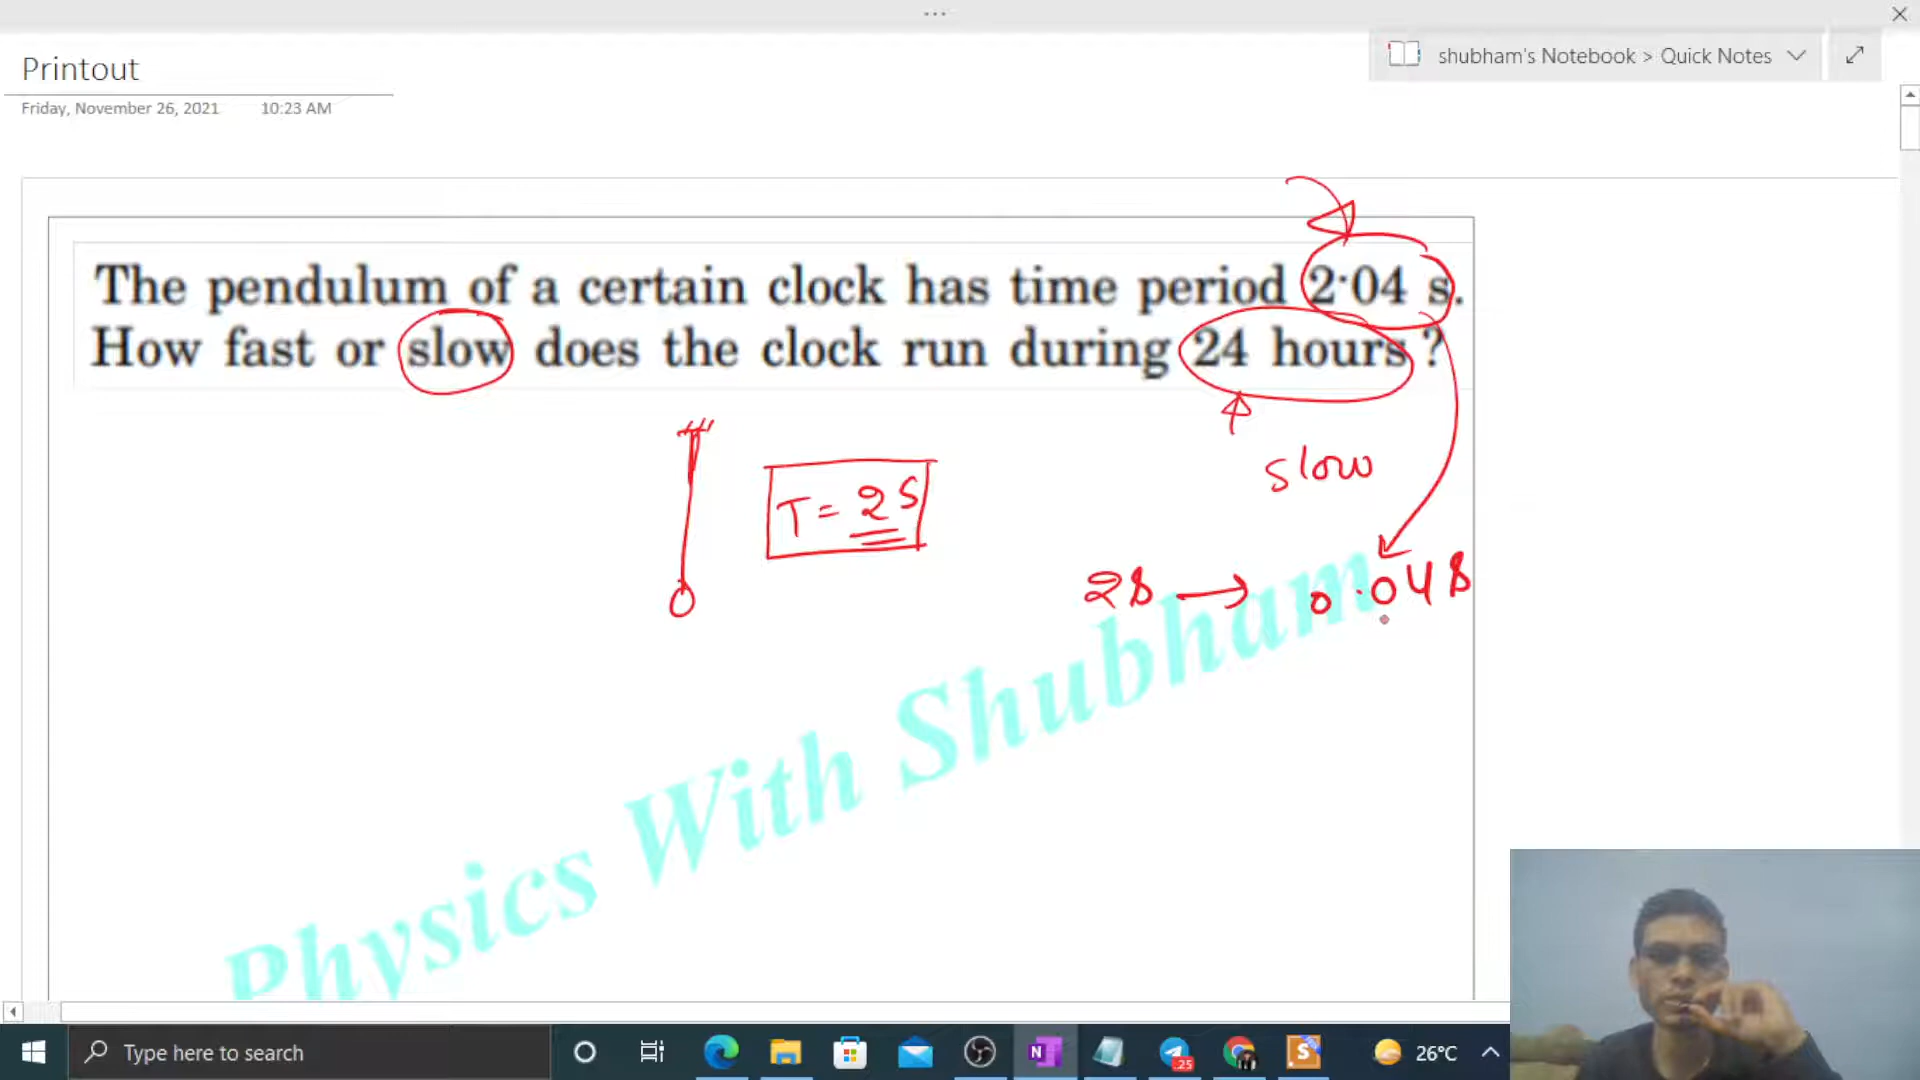 Printout
shubham's Notebook > Quick Notes
Friday, November 26, 2021 10:23 AM
The pendulum of a certain clock has time period 2·04 s.
How fast or slow does the clock run during 24 hours ?
slow
T = 2 S
2s → 0.04s
Physics With Shubham
Type here to search
.25
26°C